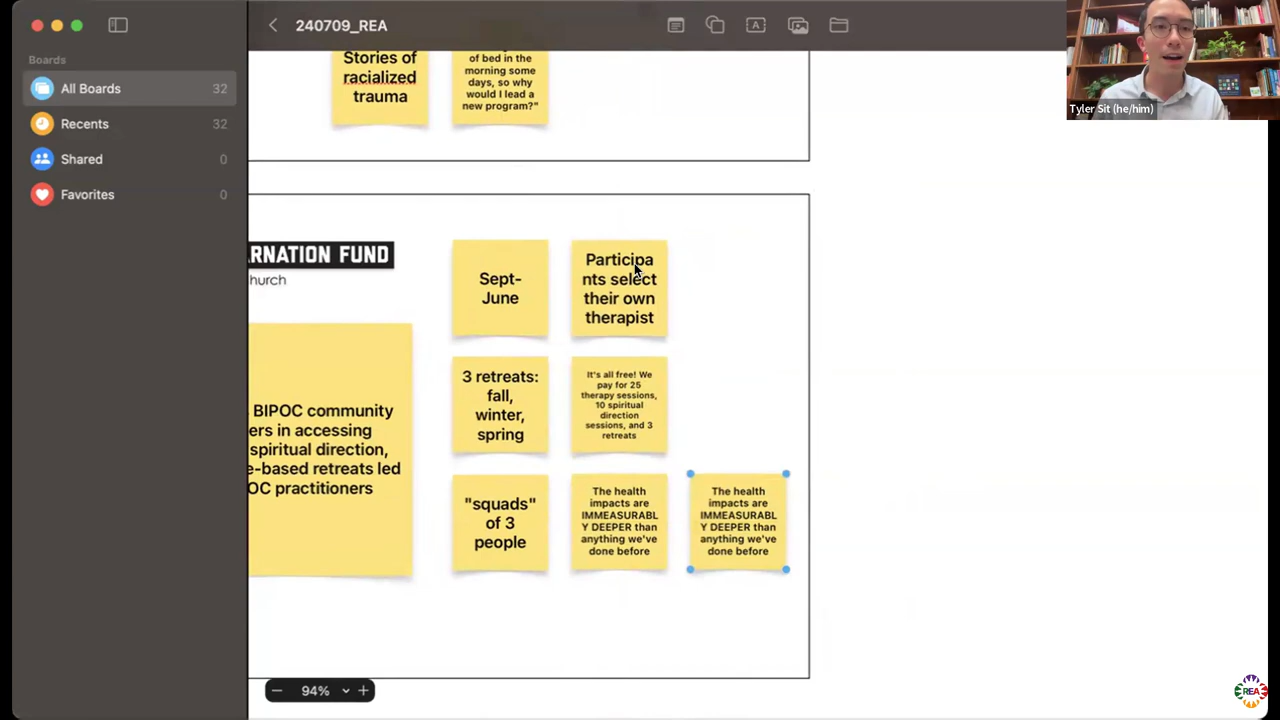 240709_REA
Boards
All Boards 32
Recents 32
Shared 0
Favorites 0
Tyler Sit (he/him)
Stories of
racialized
trauma
of bed in the
morning some
days, so why
would I lead a
new program?"
RNATION FUND
hurch
BIPOC community
ers in accessing
spiritual direction,
e-based retreats led
OC practitioners
Sept-
June
Participa
nts select
their own
therapist
3 retreats:
fall,
winter,
spring
It's all free! We
pay for 25
therapy sessions,
10 spiritual
direction
sessions, and 3
retreats
"squads"
of 3
people
The health
impacts are
IMMEASURABL
Y DEEPER than
anything we've
done before
The health
impacts are
IMMEASURABL
Y DEEPER than
anything we've
done before
94%
REA